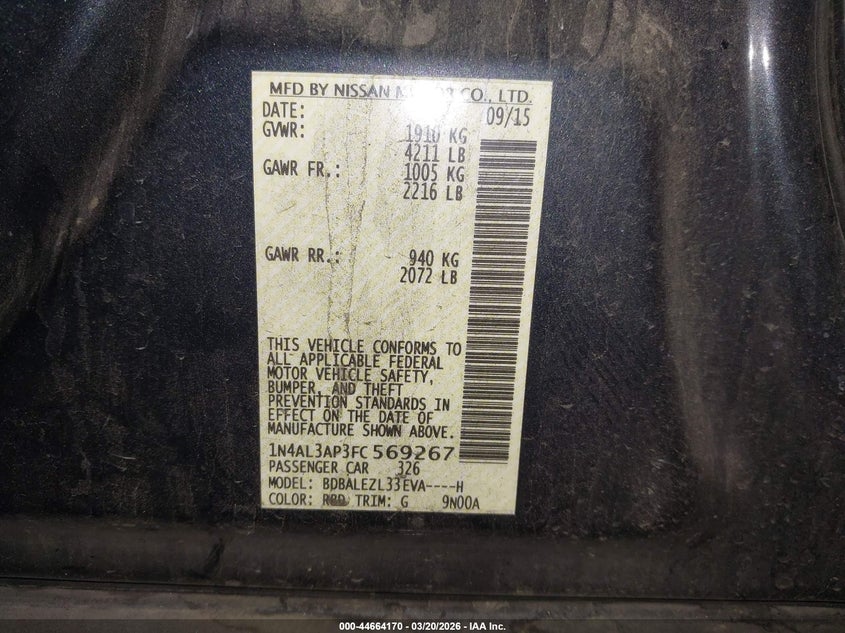 MFD BY NISSAN CO., LTD.
DATE: 09/15
GVWR: 1910 KG
4211 LB
GAWR FR.: 1005 KG
2216 LB
GAWR RR.: 940 KG
2072 LB
THIS VEHICLE CONFORMS TO
ALL APPLICABLE FEDERAL
MOTOR VEHICLE SAFETY,
BUMPER, AND THEFT
PREVENTION STANDARDS IN
EFFECT ON THE DATE OF
MANUFACTURE SHOWN ABOVE.
1N4AL3AP3FC569267
PASSENGER CAR 326
MODEL: BDBALEZL33EVA----H
COLOR: TRIM: G 9N00A
000-44664170 — 03/20/2026 - IAA Inc.